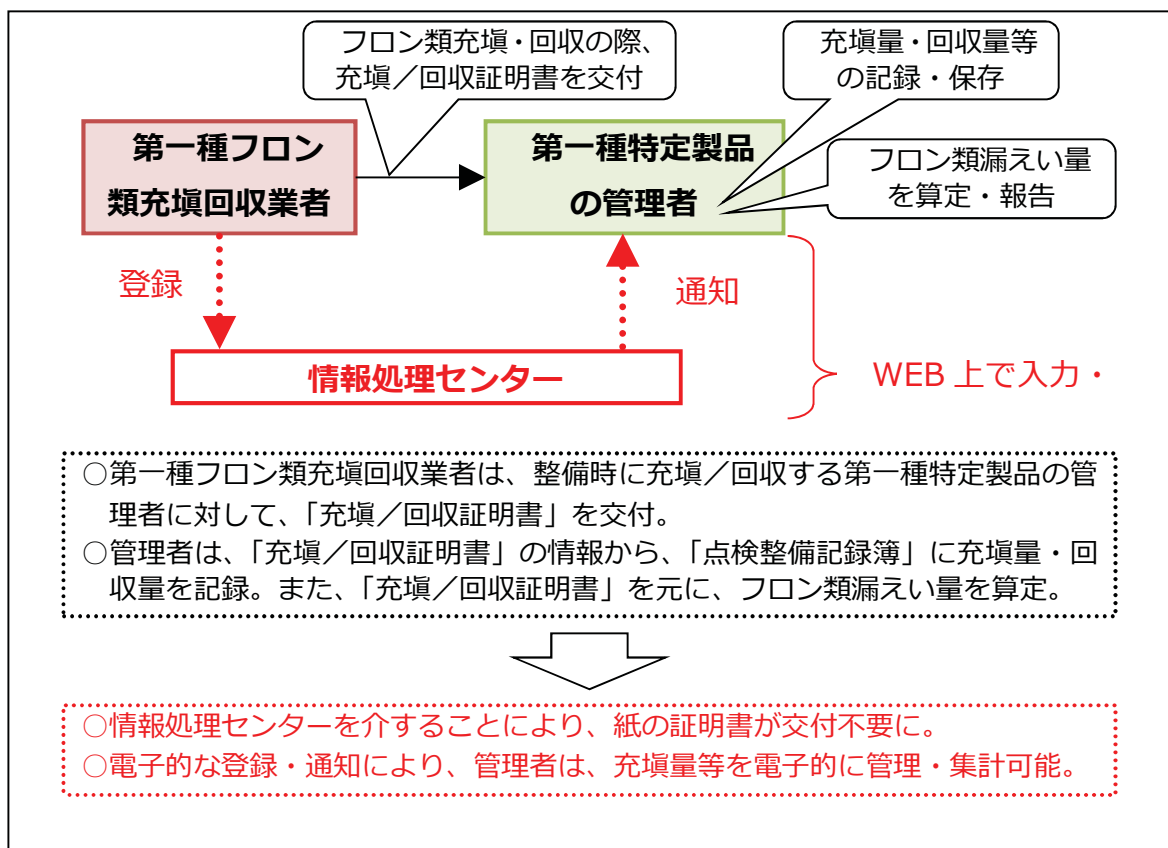 フロン類充塡・回収の際、
充塡／回収証明書を交付
充塡量・回収量等
の記録・保存
第一種フロン
類充塡回収業者
第一種特定製品
の管理者
フロン類漏えい量
を算定・報告
登録
通知
情報処理センター
WEB 上で入力・
○第一種フロン類充塡回収業者は、整備時に充塡／回収する第一種特定製品の管
理者に対して、「充塡／回収証明書」を交付。
○管理者は、「充塡／回収証明書」の情報から、「点検整備記録簿」に充塡量・回
収量を記録。また、「充塡／回収証明書」を元に、フロン類漏えい量を算定。
○情報処理センターを介することにより、紙の証明書が交付不要に。
○電子的な登録・通知により、管理者は、充塡量等を電子的に管理・集計可能。